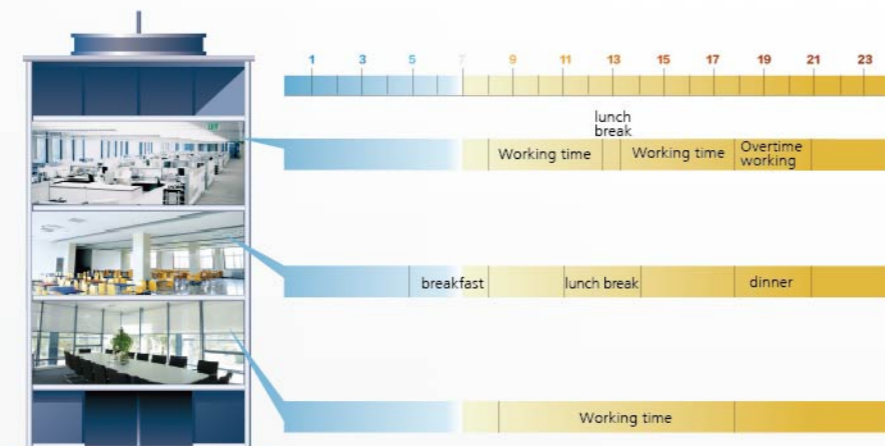 1 3 5 7 9 11 13 15 17 19 21 23
lunch
break
Working time Working time Overtime
working
breakfast lunch break dinner
Working time